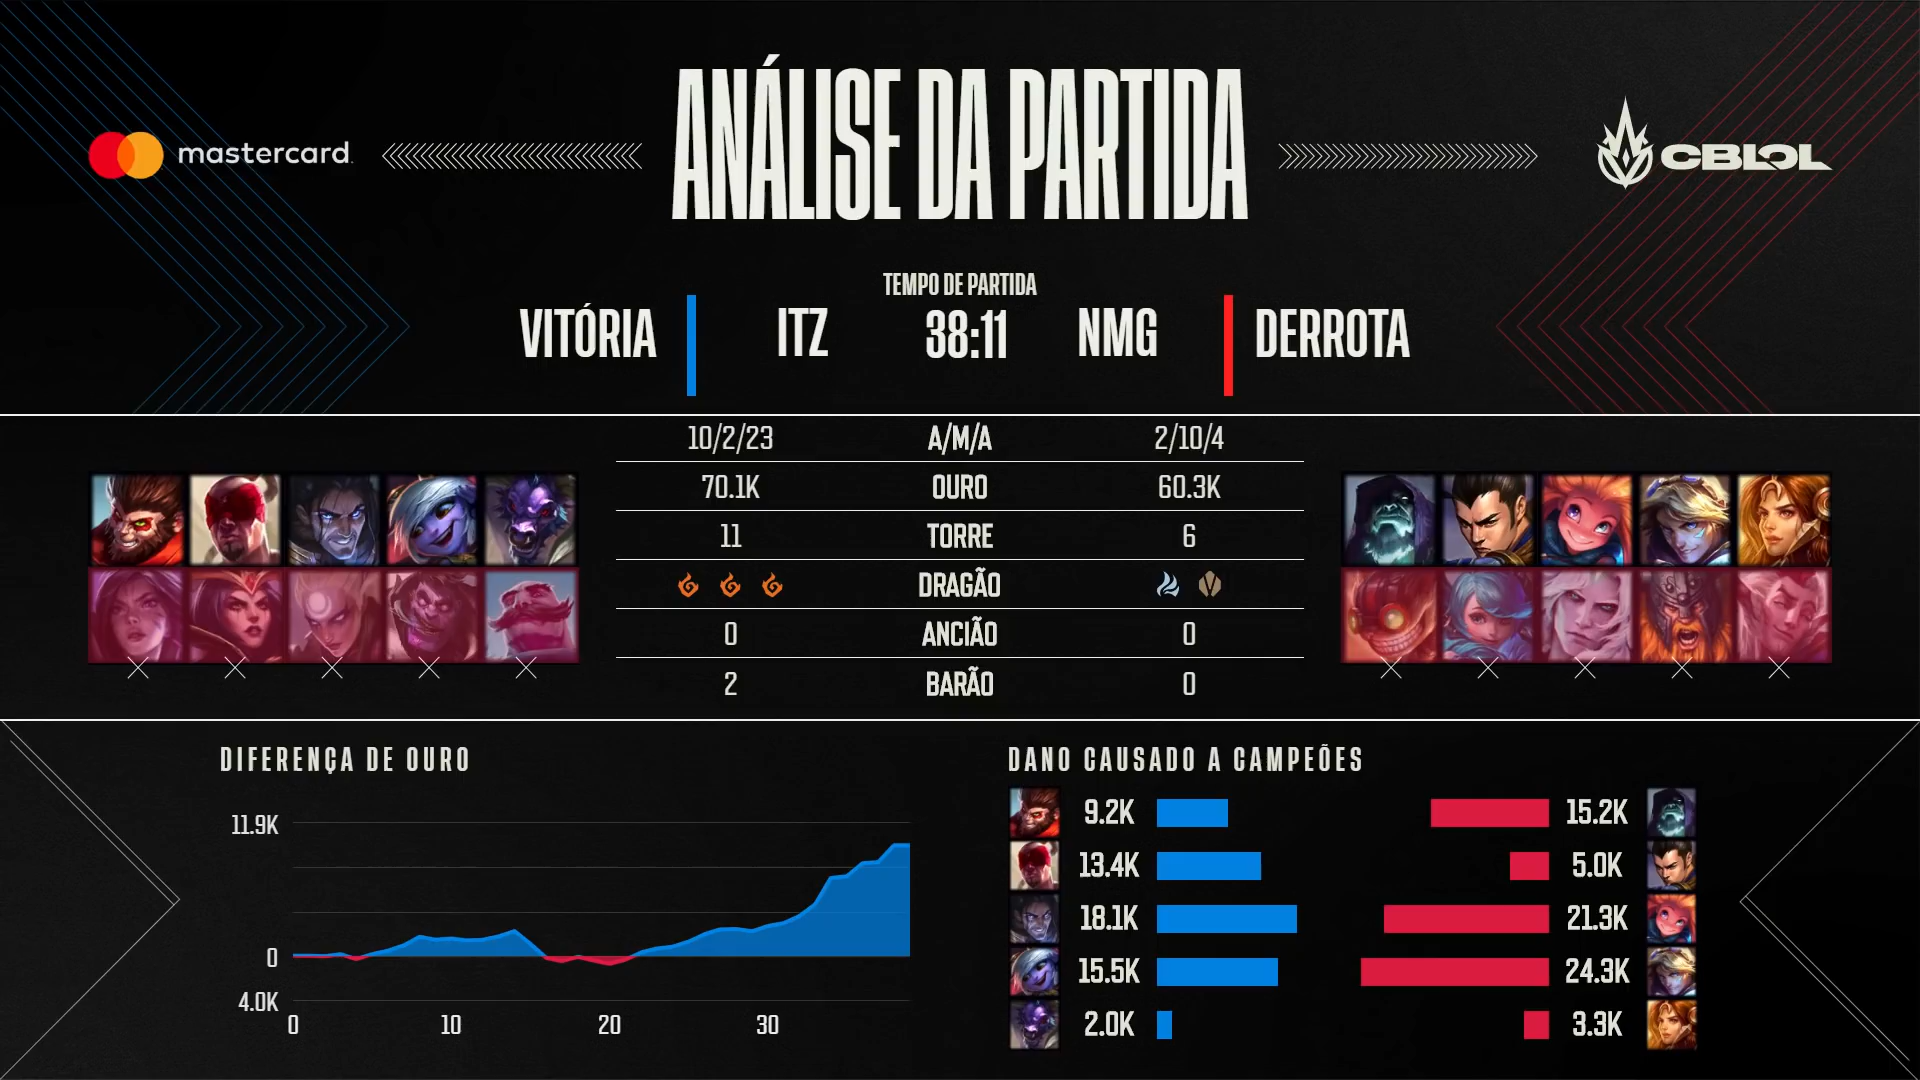 ANÁLISE DA PARTIDA
mastercard.
CBLOL
TEMPO DE PARTIDA
VITÓRIA ITZ 38:11 NMG DERROTA
10/2/23 A/M/A 2/10/4
70.1K OURO 60.3K
11 TORRE 6
DRAGÃO
0 ANCIÃO 0
2 BARÃO 0
DIFERENÇA DE OURO
11.9K
0
4.0K
0 10 20 30
DANO CAUSADO A CAMPEÕES
9.2K 15.2K
13.4K 5.0K
18.1K 21.3K
15.5K 24.3K
2.0K 3.3K